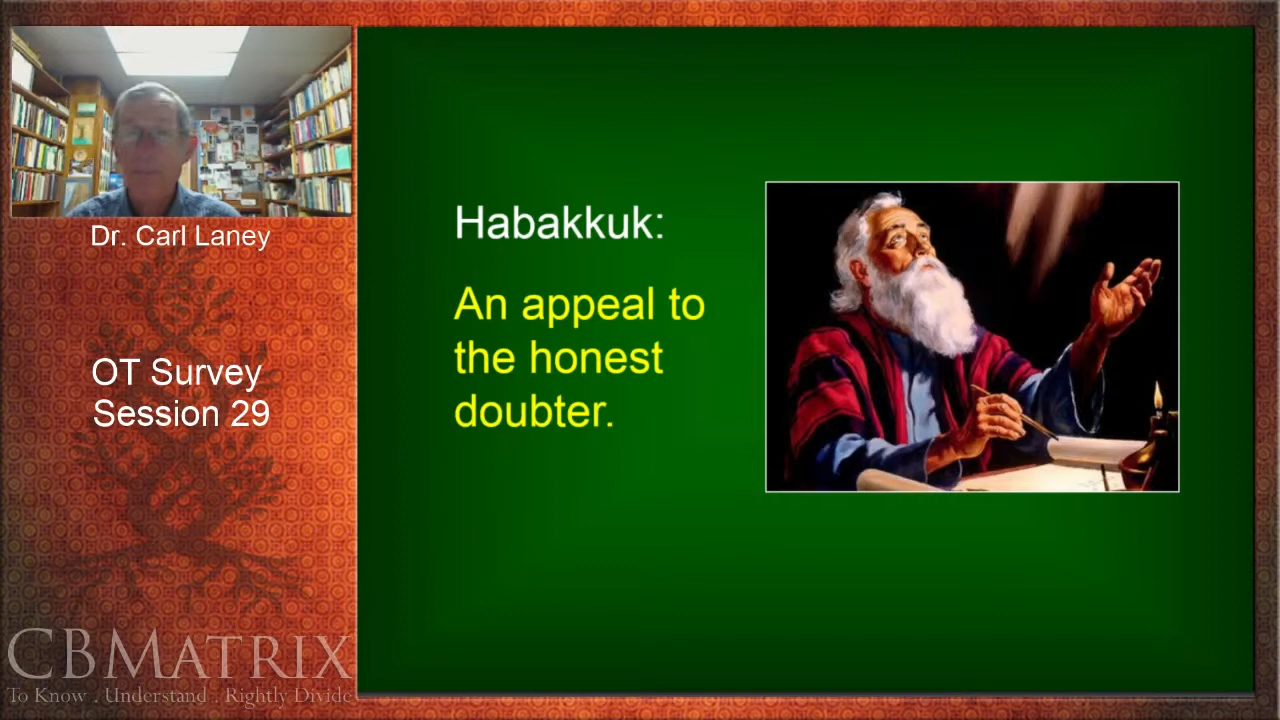 Dr. Carl Laney
OT Survey
Session 29
CBMATRIX
To Know . Understand . Rightly Divide
Habakkuk:
An appeal to
the honest
doubter.